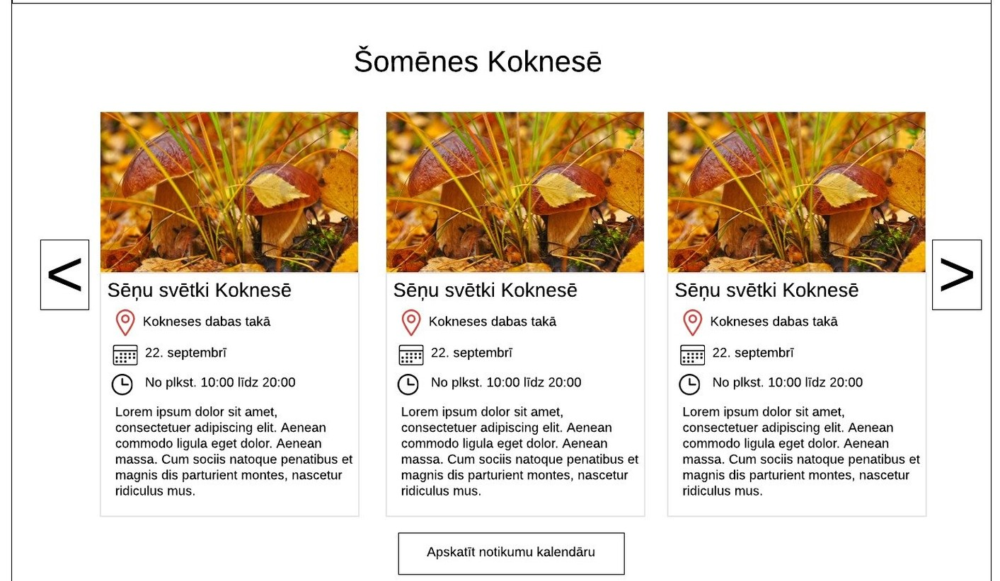 Šomēnes Koknesē
<
Sēņu svētki Koknesē
Kokneses dabas takā
22. septembrī
No plkst. 10:00 līdz 20:00
Lorem ipsum dolor sit amet,
consectetuer adipiscing elit. Aenean
commodo ligula eget dolor. Aenean
massa. Cum sociis natoque penatibus et
magnis dis parturient montes, nascetur
ridiculus mus.
Sēņu svētki Koknesē
Kokneses dabas takā
22. septembrī
No plkst. 10:00 līdz 20:00
Lorem ipsum dolor sit amet,
consectetuer adipiscing elit. Aenean
commodo ligula eget dolor. Aenean
massa. Cum sociis natoque penatibus et
magnis dis parturient montes, nascetur
ridiculus mus.
Sēņu svētki Koknesē
Kokneses dabas takā
22. septembrī
No plkst. 10:00 līdz 20:00
Lorem ipsum dolor sit amet,
consectetuer adipiscing elit. Aenean
commodo ligula eget dolor. Aenean
massa. Cum sociis natoque penatibus et
magnis dis parturient montes, nascetur
ridiculus mus.
>
Apskatīt notikumu kalendāru